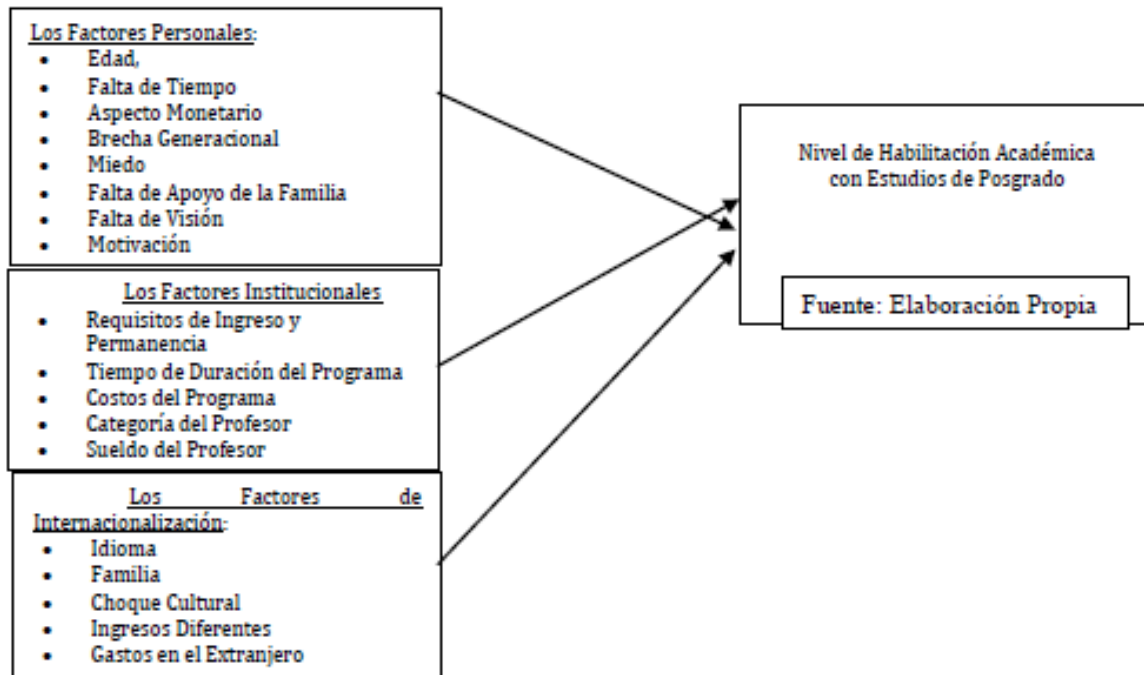 Los Factores Personales:
• Edad,
• Falta de Tiempo
• Aspecto Monetario
• Brecha Generacional
• Miedo
• Falta de Apoyo de la Familia
• Falta de Visión
• Motivación
Los Factores Institucionales
• Requisitos de Ingreso y
Permanencia
• Tiempo de Duración del Programa
• Costos del Programa
• Categoría del Profesor
• Sueldo del Profesor
Los Factores de
Internacionalización:
• Idioma
• Familia
• Choque Cultural
• Ingresos Diferentes
• Gastos en el Extranjero
Nivel de Habilitación Académica
con Estudios de Posgrado
Fuente: Elaboración Propia